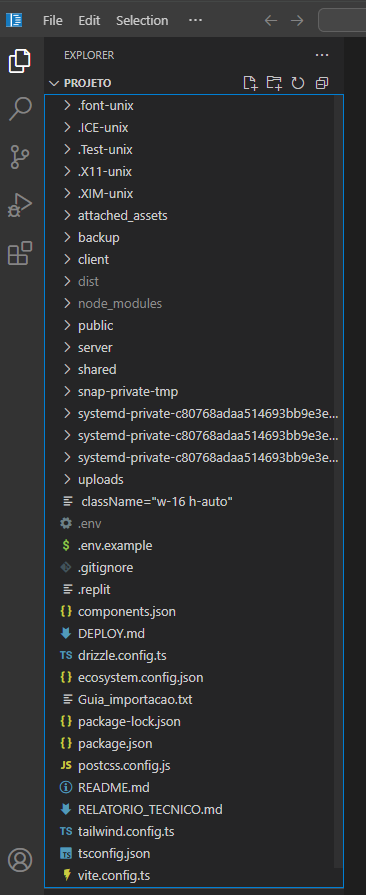 File Edit Selection ...
EXPLORER ...
PROJETO
.font-unix
.ICE-unix
.Test-unix
.X11-unix
.XIM-unix
attached_assets
backup
client
dist
node_modules
public
server
shared
snap-private-tmp
systemd-private-c80768adaa514693bb9e3e...
systemd-private-c80768adaa514693bb9e3e...
systemd-private-c80768adaa514693bb9e3e...
uploads
className="w-16 h-auto"
.env
$ .env.example
.gitignore
.replit
{} components.json
DEPLOY.md
TS drizzle.config.ts
{} ecosystem.config.json
Guia_importacao.txt
{} package-lock.json
{} package.json
JS postcss.config.js
README.md
RELATORIO_TECNICO.md
TS tailwind.config.ts
TS tsconfig.json
vite.config.ts